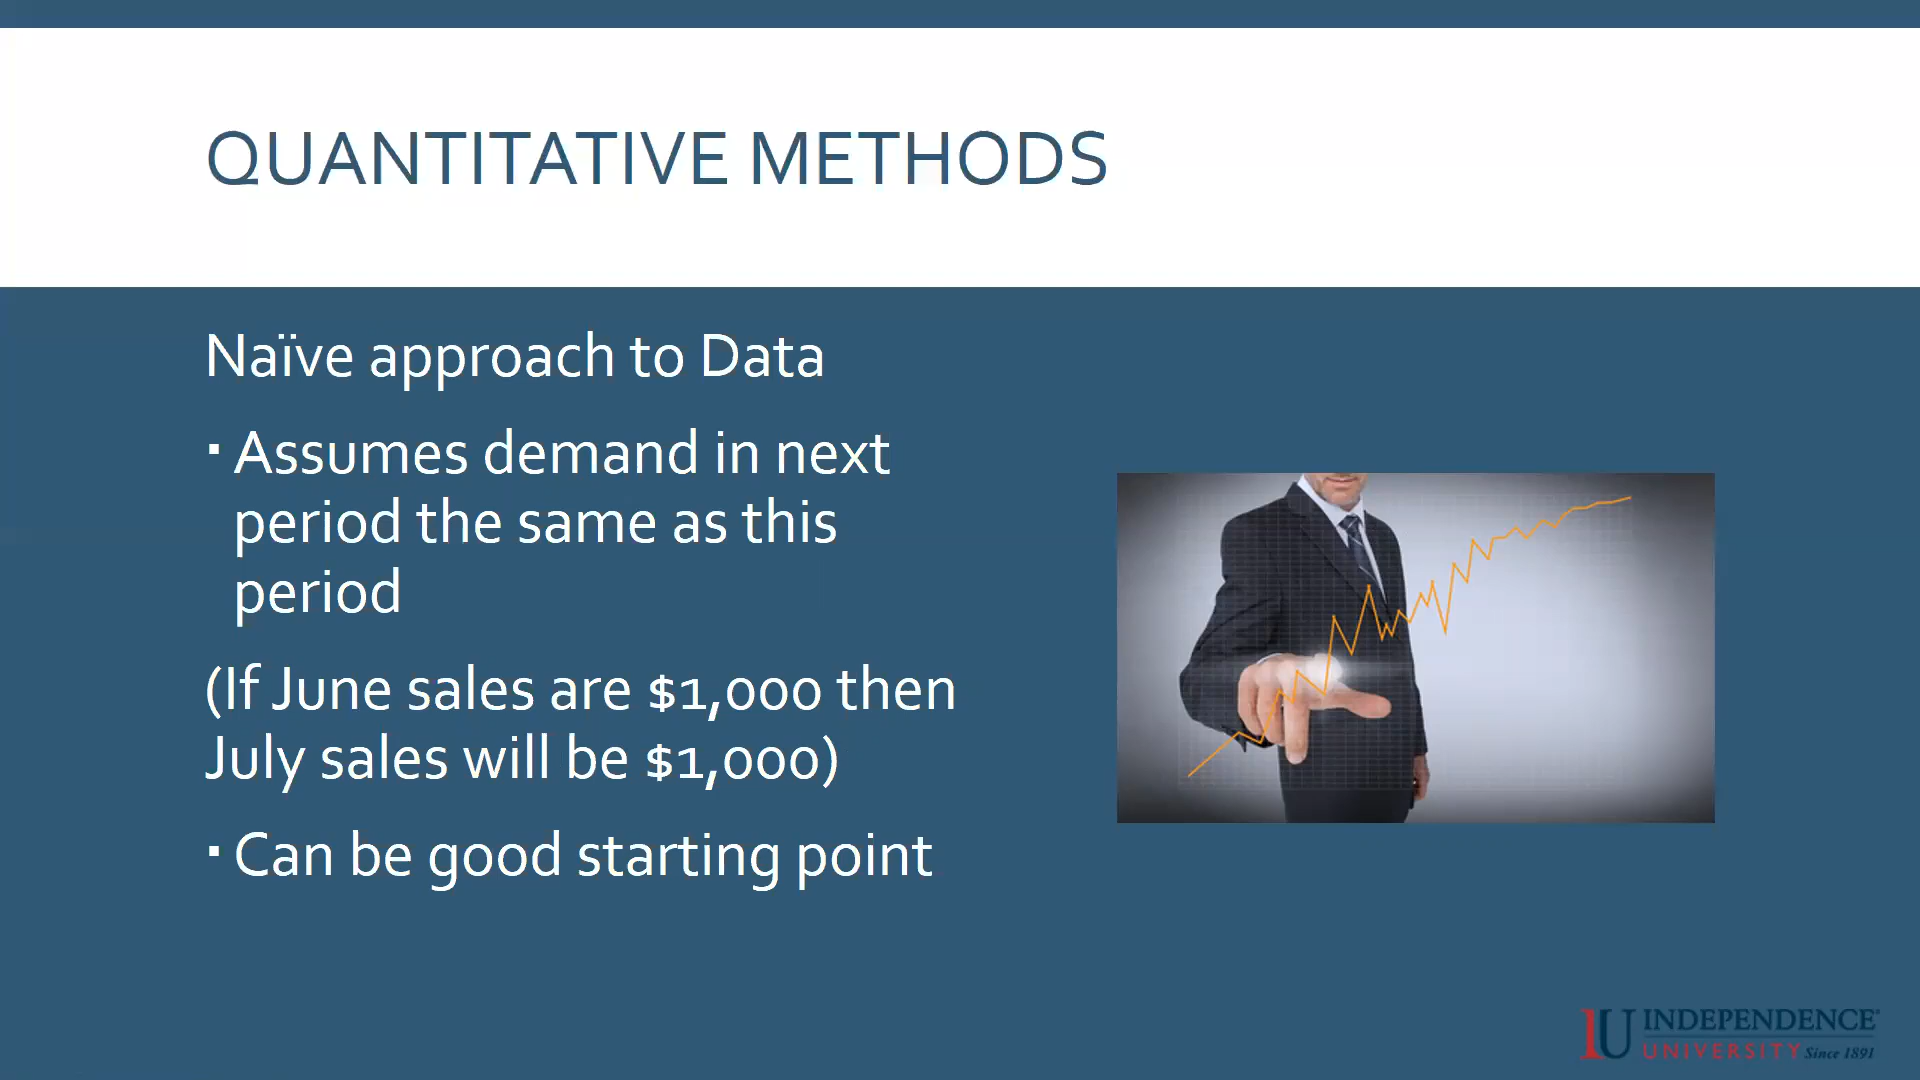 QUANTITATIVE METHODS
Naïve approach to Data
▪ Assumes demand in next
period the same as this
period
(If June sales are $1,000 then
July sales will be $1,000)
▪ Can be good starting point
IU INDEPENDENCE®
UNIVERSITY Since 1891